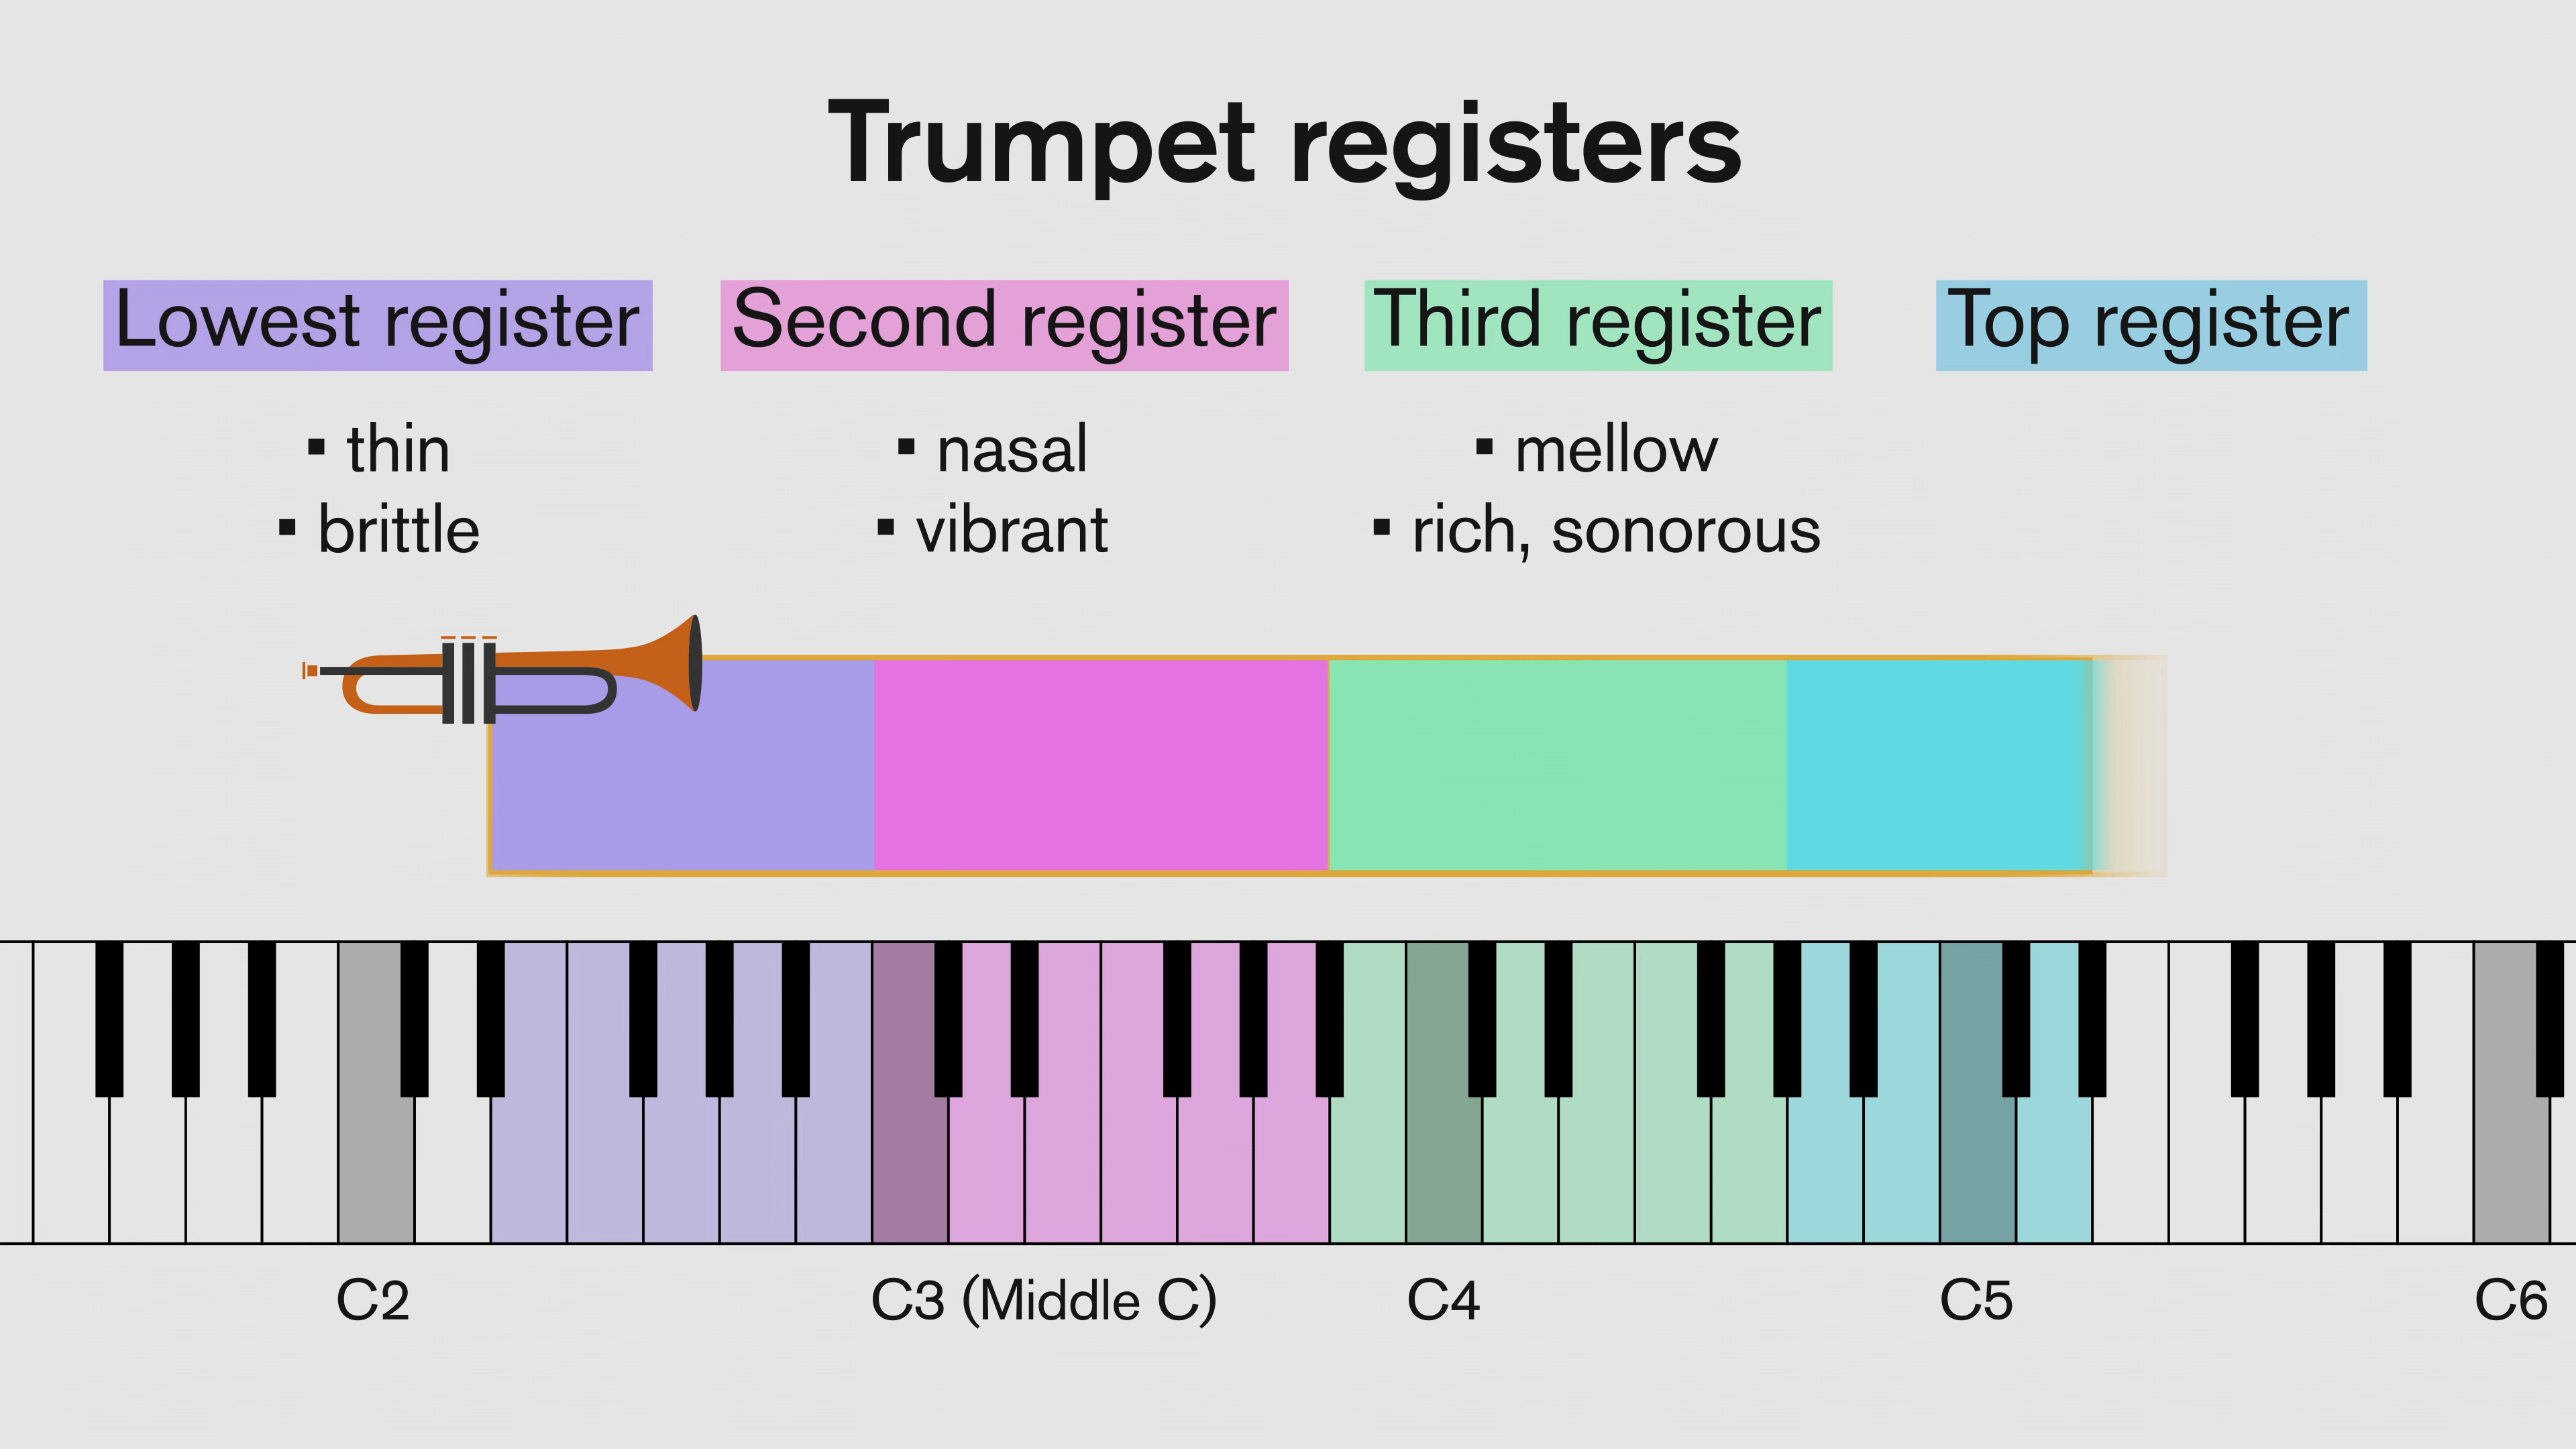 Trumpet registers
Lowest register
▪ thin
▪ brittle
Second register
▪ nasal
▪ vibrant
Third register
▪ mellow
▪ rich, sonorous
Top register
C2
C3 (Middle C)
C4
C5
C6